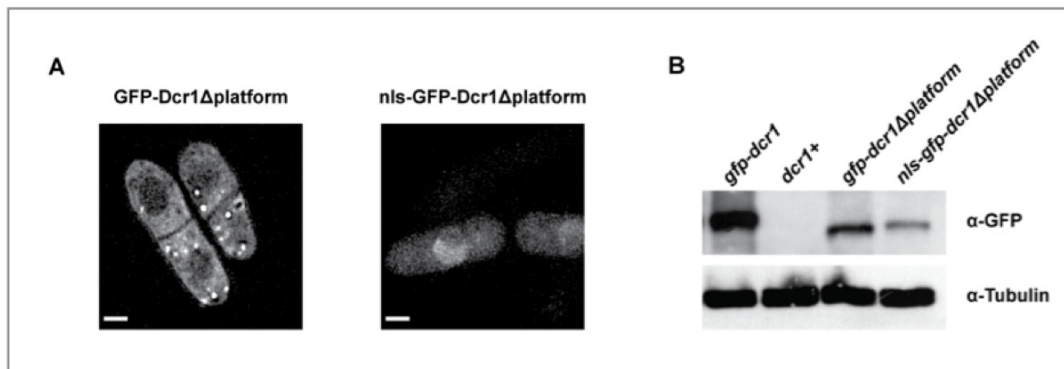 A
GFP-Dcr1Δplatform
nls-GFP-Dcr1Δplatform
B
gfp-dcr1
dcr1+
gfp-dcr1Δplatform
nls-gfp-dcr1Δplatform
α-GFP
α-Tubulin